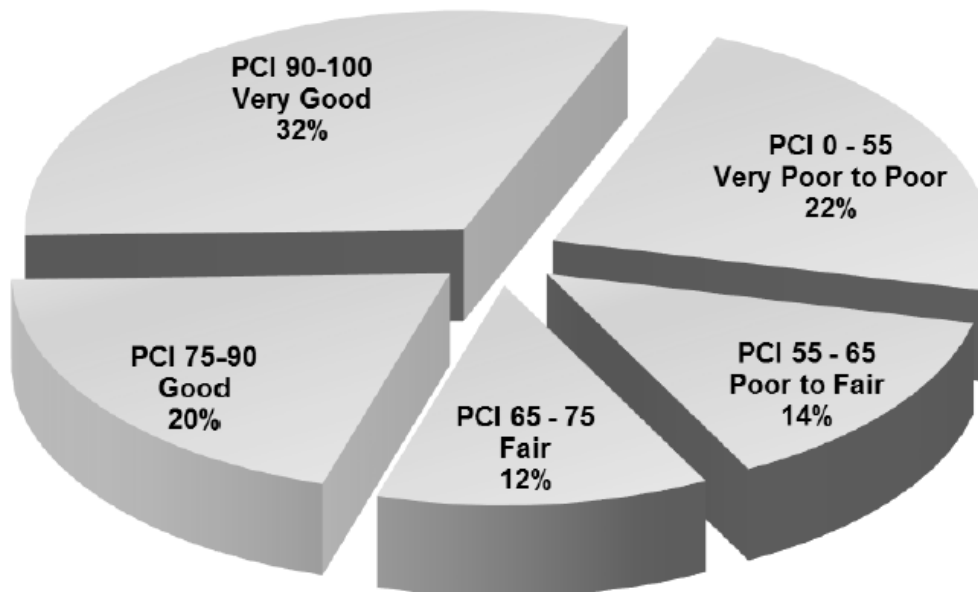 PCI 90-100
Very Good
32%
PCI 0 - 55
Very Poor to Poor
22%
PCI 75-90
Good
20%
PCI 65 - 75
Fair
12%
PCI 55 - 65
Poor to Fair
14%